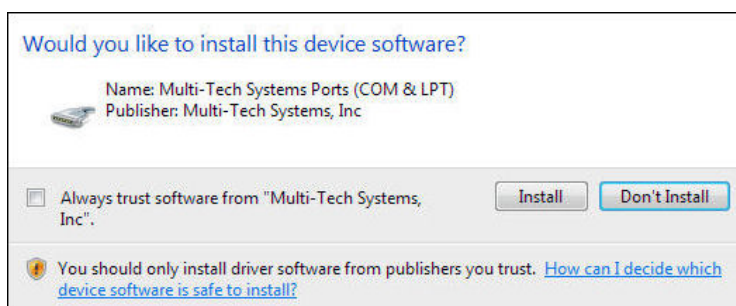 Would you like to install this device software?
Name: Multi-Tech Systems Ports (COM & LPT)
Publisher: Multi-Tech Systems, Inc
Always trust software from "Multi-Tech Systems,
Inc".
Install
Don't Install
You should only install driver software from publishers you trust. How can I decide which
device software is safe to install?